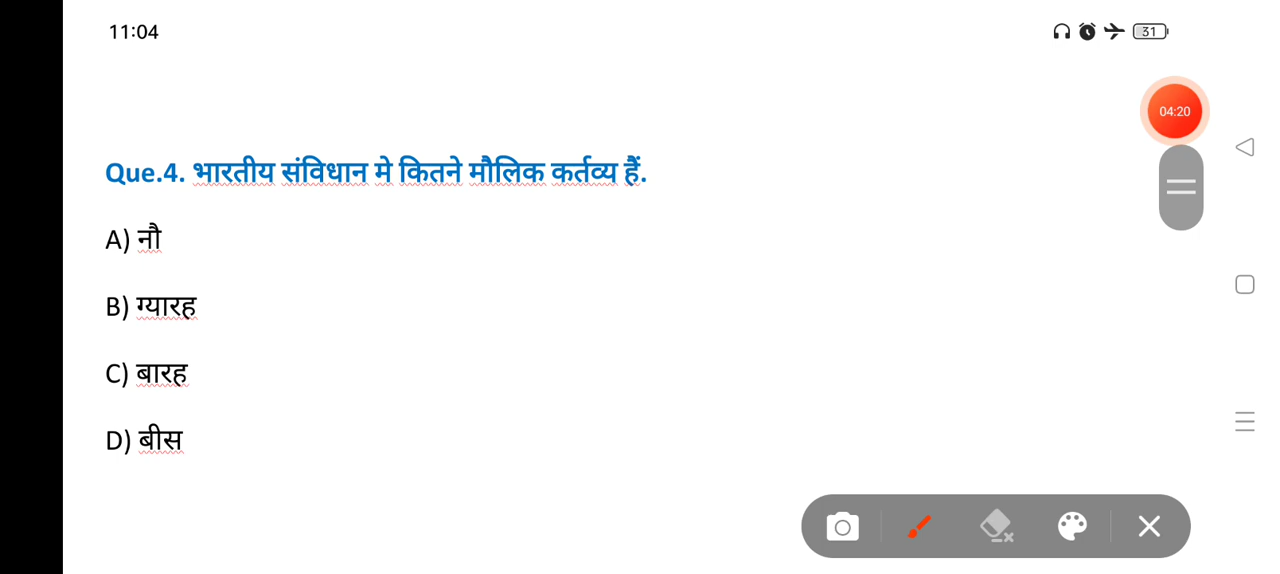 11:04
31
04:20
Que.4. भारतीय संविधान मे कितने मौलिक कर्तव्य हैं.
A) नौ
B) ग्यारह
C) बारह
D) बीस